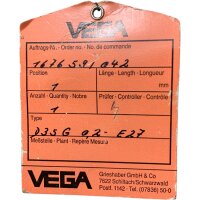 VEGA
Auftrags-Nr. - Order no. - No. de commande
1676591 042
Position
Länge - Length - Longueur
1
mm
Anzahl - Quantity - Nobre
Prüfer - Controller - Contrôle
1
Type
D35G 02 - E27
Meßstelle - Plant - Repère Mesura
VEGA
Grieshaber GmbH & Co
7622 Schiltach/Schwarzwald
Postf. 1142 - Tel. (07836) 50-0